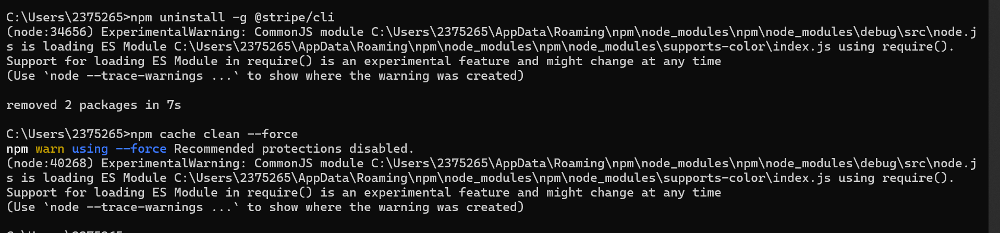 C:\Users\2375265>npm uninstall -g @stripe/cli
(node:34656) ExperimentalWarning: CommonJS module C:\Users\2375265\AppData\Roaming\npm\node_modules\npm\node_modules\debug\src\node.j
s is loading ES Module C:\Users\2375265\AppData\Roaming\npm\node_modules\npm\node_modules\supports-color\index.js using require().
Support for loading ES Module in require() is an experimental feature and might change at any time
(Use `node --trace-warnings ...` to show where the warning was created)
removed 2 packages in 7s
C:\Users\2375265>npm cache clean --force
npm warn using --force Recommended protections disabled.
(node:40268) ExperimentalWarning: CommonJS module C:\Users\2375265\AppData\Roaming\npm\node_modules\npm\node_modules\debug\src\node.j
s is loading ES Module C:\Users\2375265\AppData\Roaming\npm\node_modules\npm\node_modules\supports-color\index.js using require().
Support for loading ES Module in require() is an experimental feature and might change at any time
(Use `node --trace-warnings ...` to show where the warning was created)